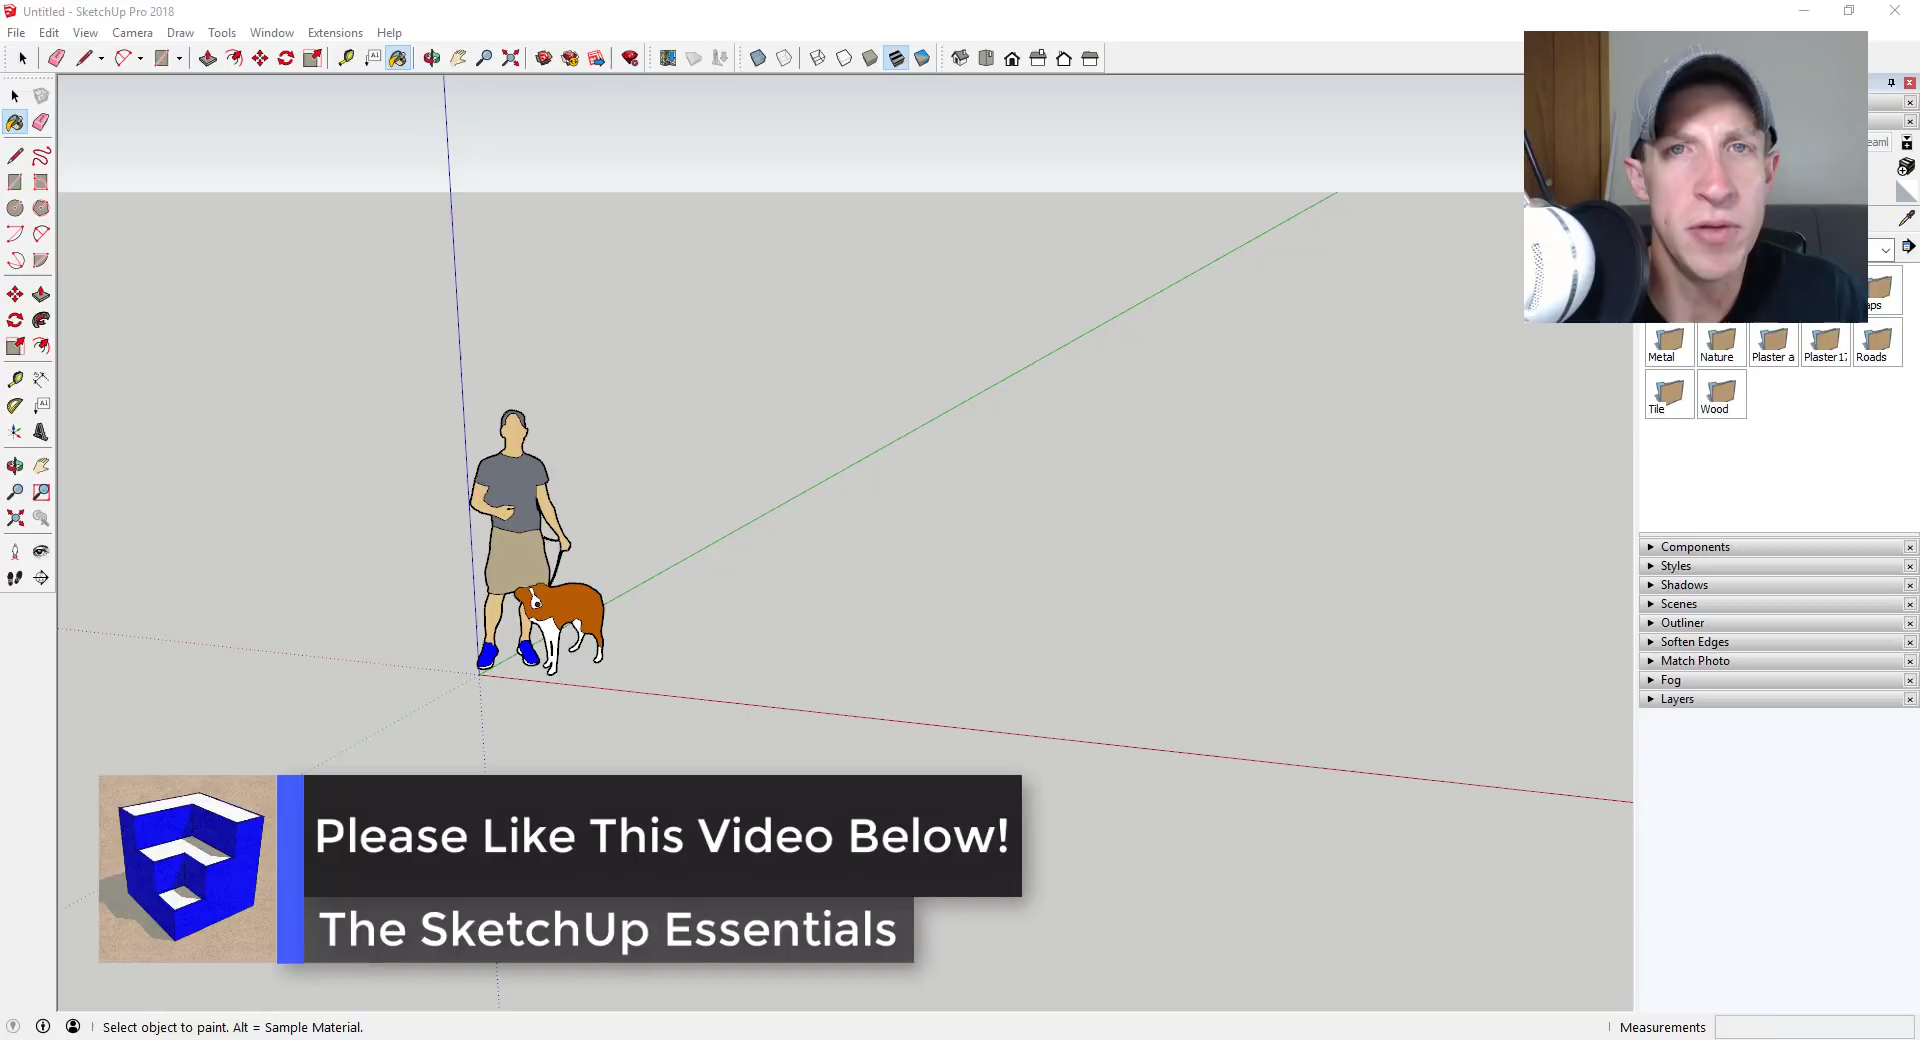 Untitled - SketchUp Pro 2018
File Edit View Camera Draw Tools Window Extensions Help
Metal Nature Plaster a Roads
Tile Wood
Components
Styles
Shadows
Scenes
Outliner
Soften Edges
Match Photo
Fog
Layers
Please Like This Video Below!
The SketchUp Essentials
Select object to paint. Alt = Sample Material.
Measurements